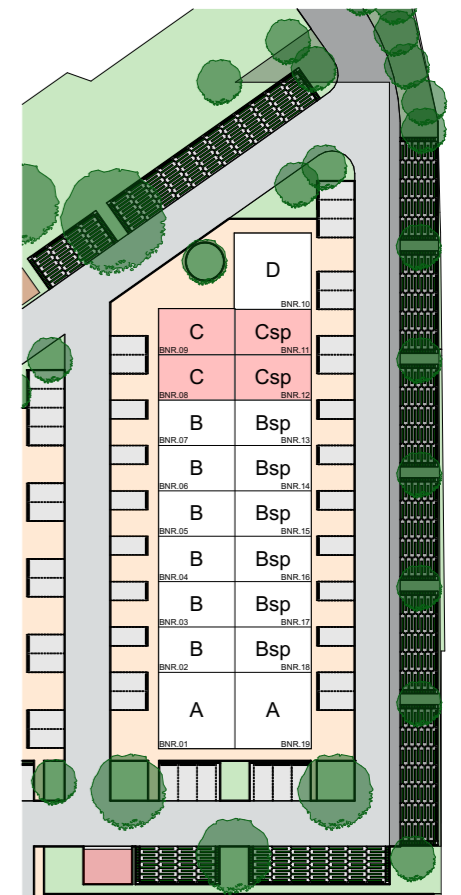 D
BNR.10
C Csp
BNR.09 BNR.11
C Csp
BNR.08 BNR.12
B Bsp
BNR.07 BNR.13
B Bsp
BNR.06 BNR.14
B Bsp
BNR.05 BNR.15
B Bsp
BNR.04 BNR.16
B Bsp
BNR.03 BNR.17
B Bsp
BNR.02 BNR.18
A A
BNR.01 BNR.19